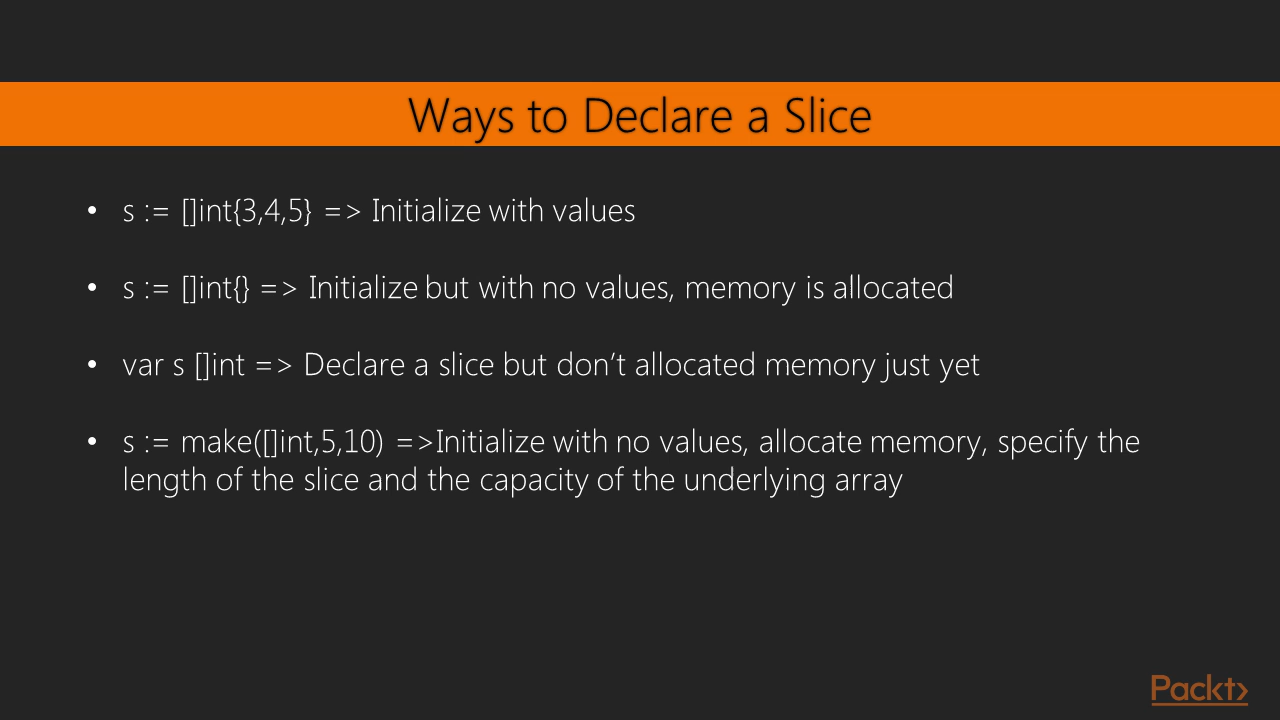 Ways to Declare a Slice
• s := []int{3,4,5} => Initialize with values
• s := []int{} => Initialize but with no values, memory is allocated
• var s []int => Declare a slice but don’t allocated memory just yet
• s := make([]int,5,10) =>Initialize with no values, allocate memory, specify the
length of the slice and the capacity of the underlying array
Packt>